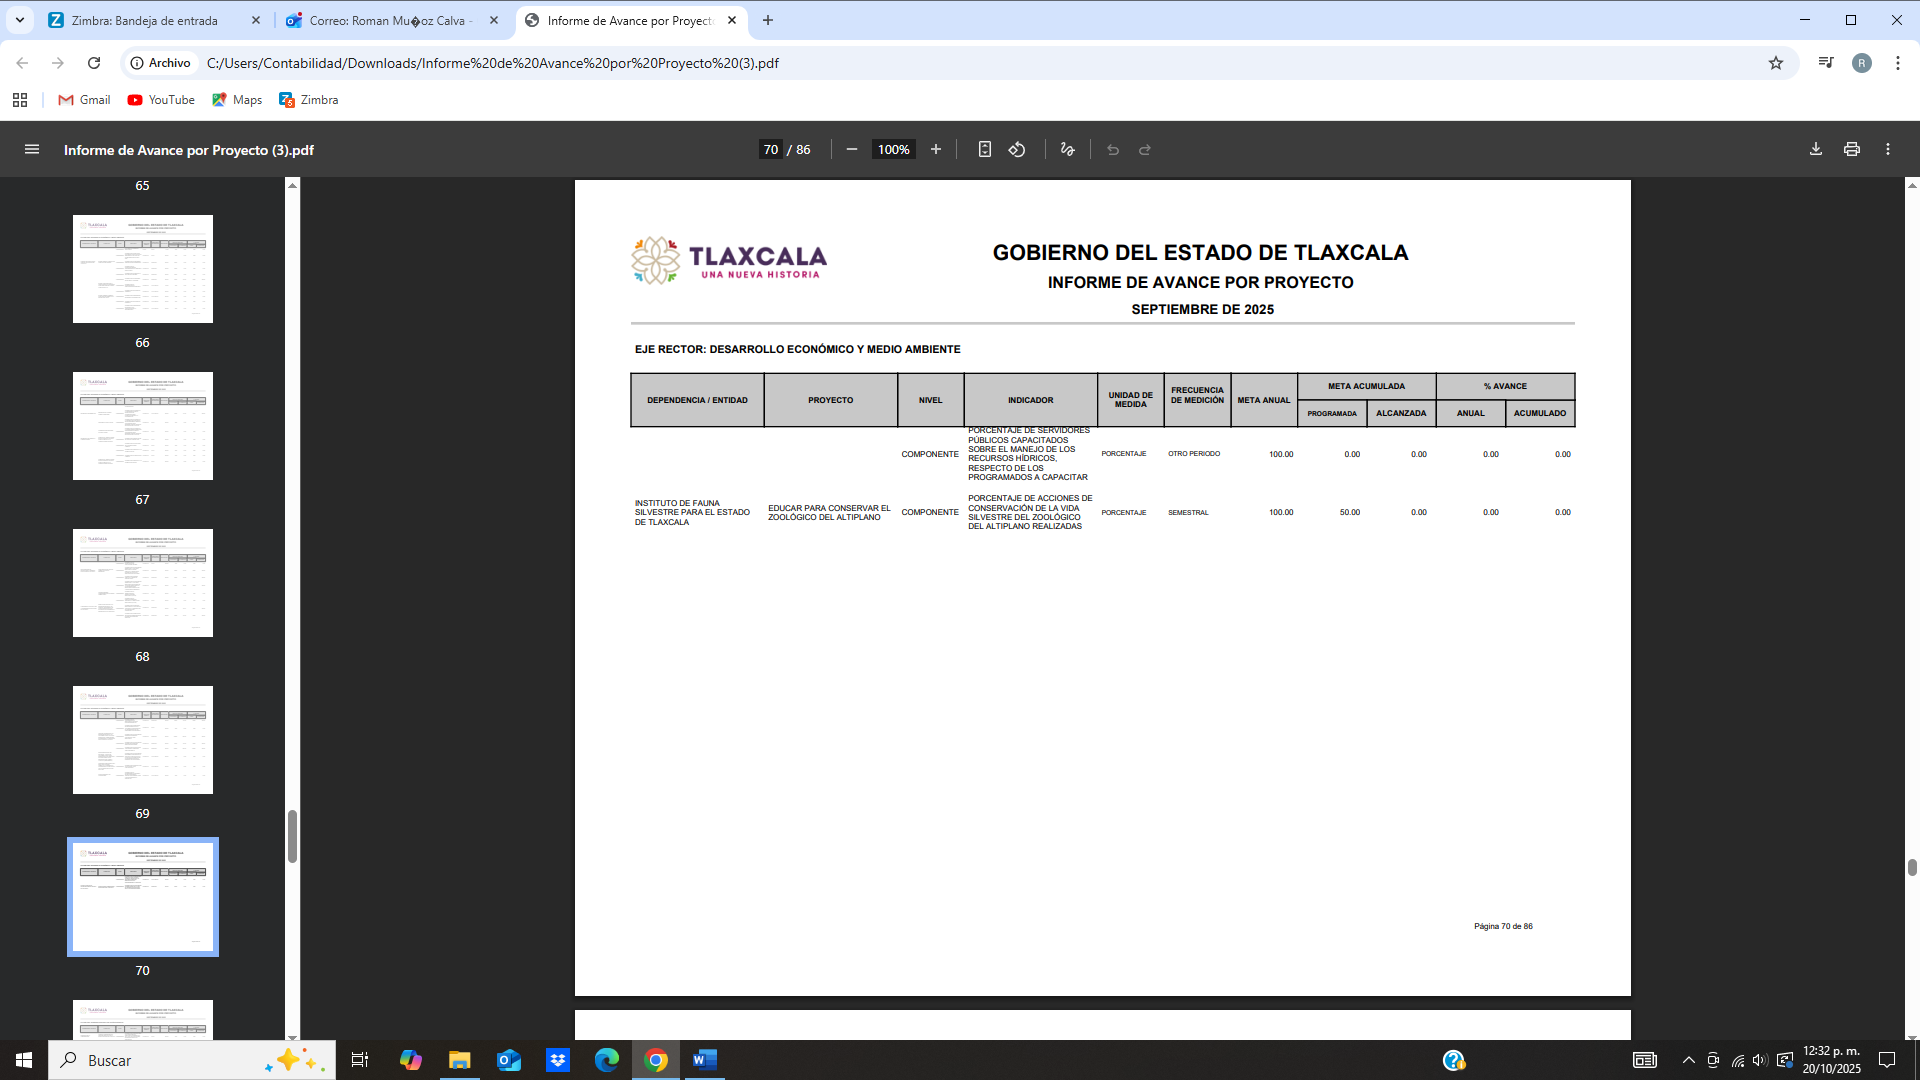 Zimbra: Bandeja de entrada
Correo: Roman Mu�oz Calva -
Informe de Avance por Proyecto
Archivo
C:/Users/Contabilidad/Downloads/Informe%20de%20Avance%20por%20Proyecto%20(3).pdf
R
Gmail
YouTube
Maps
Zimbra
Informe de Avance por Proyecto (3).pdf
70 / 86
100%
65
66
67
68
69
70
TLAXCALA
UNA NUEVA HISTORIA
GOBIERNO DEL ESTADO DE TLAXCALA
INFORME DE AVANCE POR PROYECTO
SEPTIEMBRE DE 2025
EJE RECTOR: DESARROLLO ECONÓMICO Y MEDIO AMBIENTE
DEPENDENCIA / ENTIDAD
PROYECTO
NIVEL
INDICADOR
UNIDAD DE
MEDIDA
FRECUENCIA
DE MEDICIÓN
META ANUAL
META ACUMULADA
PROGRAMADA
ALCANZADA
% AVANCE
ANUAL
ACUMULADO
COMPONENTE
PORCENTAJE DE SERVIDORES
PÚBLICOS CAPACITADOS
SOBRE EL MANEJO DE LOS
RECURSOS HÍDRICOS,
RESPECTO DE LOS
PROGRAMADOS A CAPACITAR
PORCENTAJE
OTRO PERIODO
100.00
0.00
0.00
0.00
0.00
INSTITUTO DE FAUNA
SILVESTRE PARA EL ESTADO
DE TLAXCALA
EDUCAR PARA CONSERVAR EL
ZOOLÓGICO DEL ALTIPLANO
COMPONENTE
PORCENTAJE DE ACCIONES DE
CONSERVACIÓN DE LA VIDA
SILVESTRE DEL ZOOLÓGICO
DEL ALTIPLANO REALIZADAS
PORCENTAJE
SEMESTRAL
100.00
50.00
0.00
0.00
0.00
Página 70 de 86
Buscar
12:32 p. m.
20/10/2025